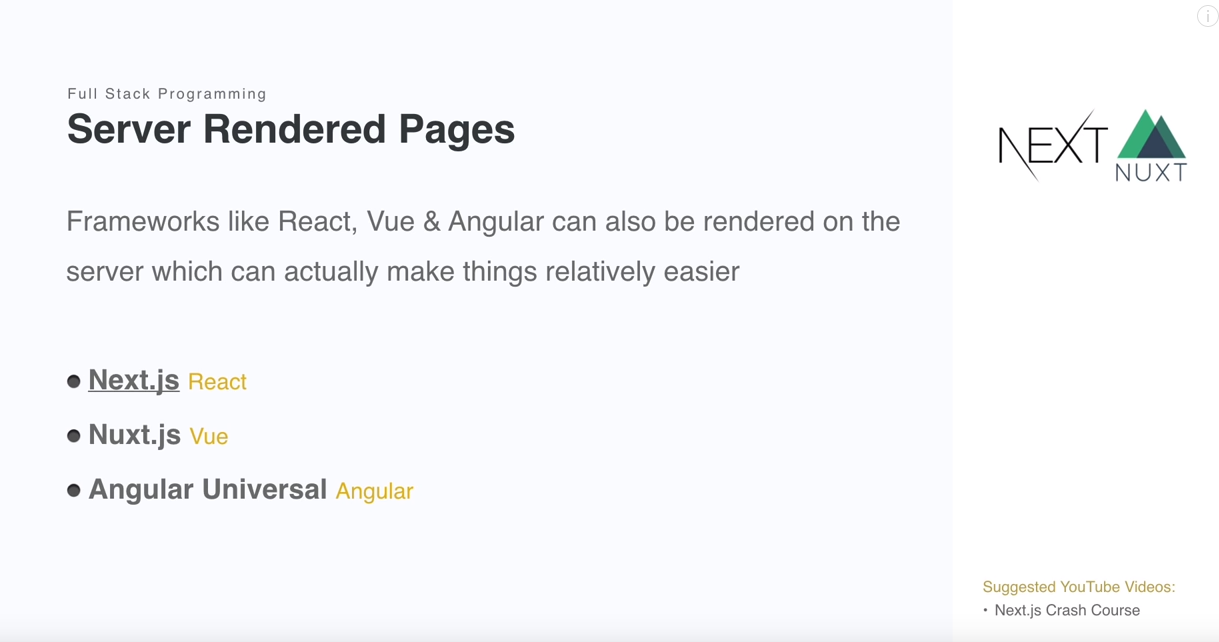 Full Stack Programming
Server Rendered Pages
Frameworks like React, Vue & Angular can also be rendered on the
server which can actually make things relatively easier
● Next.js React
● Nuxt.js Vue
● Angular Universal Angular
NEXT
NUXT
Suggested YouTube Videos:
• Next.js Crash Course